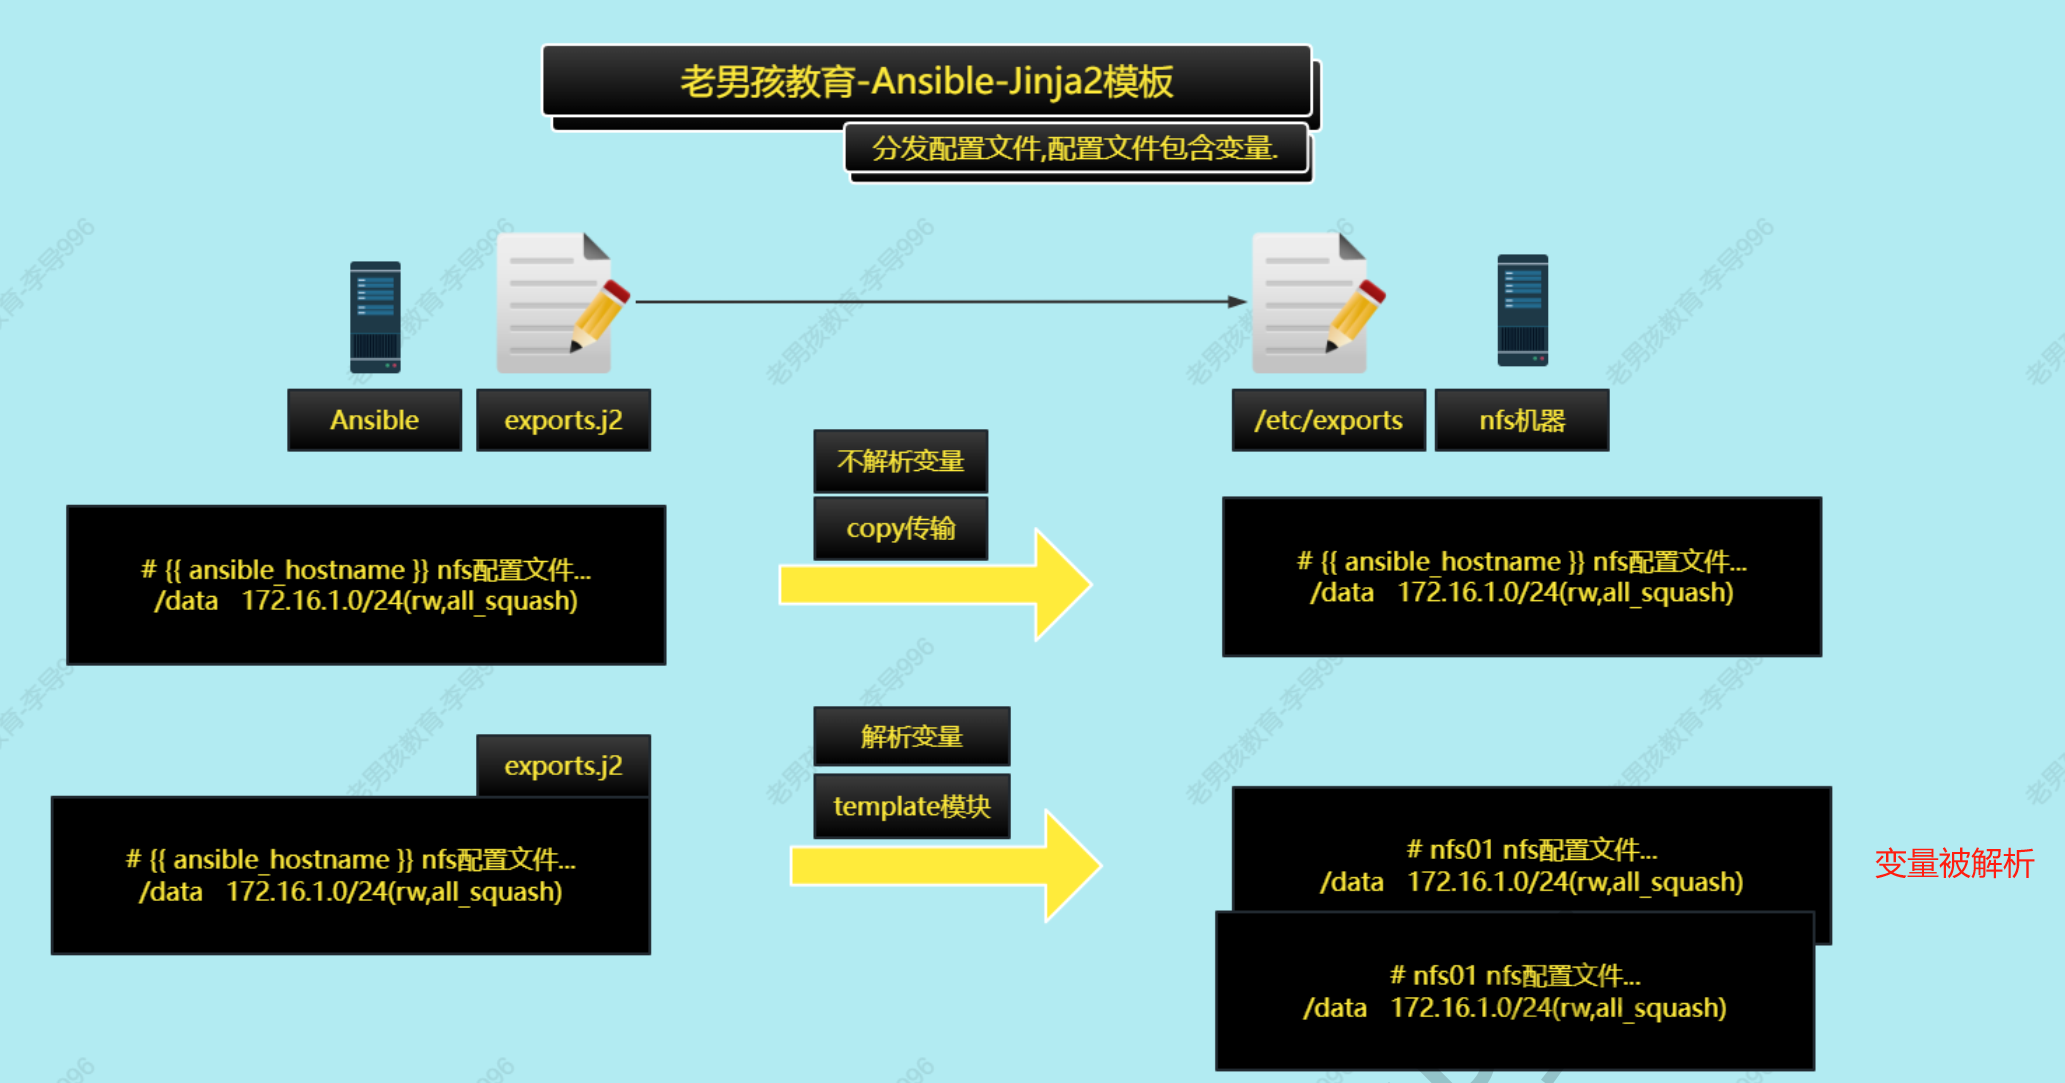 老男孩教育-Ansible-Jinja2模板
分发配置文件,配置文件包含变量.
Ansible
exports.j2
/etc/exports
nfs机器
不解析变量
copy传输
# {{ ansible_hostname }} nfs配置文件...
/data 172.16.1.0/24(rw,all_squash)
# {{ ansible_hostname }} nfs配置文件...
/data 172.16.1.0/24(rw,all_squash)
解析变量
template模块
exports.j2
# {{ ansible_hostname }} nfs配置文件...
/data 172.16.1.0/24(rw,all_squash)
# nfs01 nfs配置文件...
/data 172.16.1.0/24(rw,all_squash)
变量被解析
# nfs01 nfs配置文件...
/data 172.16.1.0/24(rw,all_squash)
老男孩教育-李导996